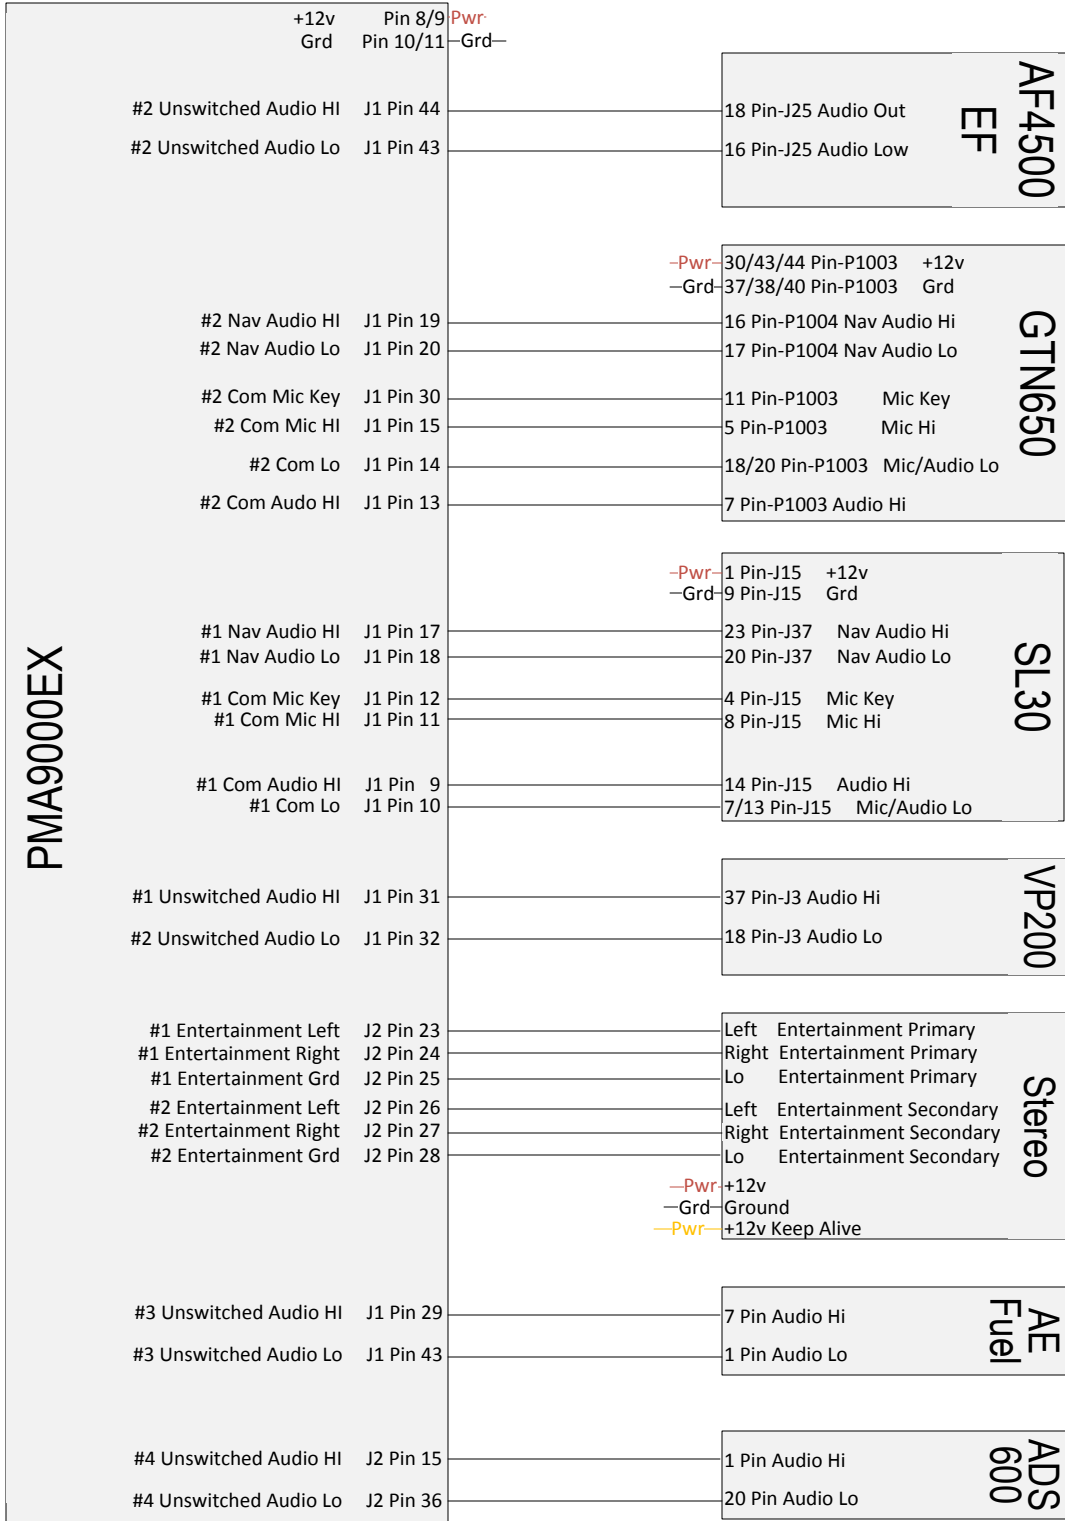 +12v Pin 8/9 Pwr
Grd Pin 10/11 Grd
#2 Unswitched Audio HI J1 Pin 44 18 Pin-J25 Audio Out
#2 Unswitched Audio Lo J1 Pin 43 16 Pin-J25 Audio Low
AF4500
EF
Pwr 30/43/44 Pin-P1003 +12v
Grd 37/38/40 Pin-P1003 Grd
#2 Nav Audio HI J1 Pin 19 16 Pin-P1004 Nav Audio Hi
#2 Nav Audio Lo J1 Pin 20 17 Pin-P1004 Nav Audio Lo
#2 Com Mic Key J1 Pin 30 11 Pin-P1003 Mic Key
#2 Com Mic HI J1 Pin 15 5 Pin-P1003 Mic Hi
#2 Com Lo J1 Pin 14 18/20 Pin-P1003 Mic/Audio Lo
#2 Com Audo HI J1 Pin 13 7 Pin-P1003 Audio Hi
GTN650
Pwr 1 Pin-J15 +12v
Grd 9 Pin-J15 Grd
#1 Nav Audio HI J1 Pin 17 23 Pin-J37 Nav Audio Hi
#1 Nav Audio Lo J1 Pin 18 20 Pin-J37 Nav Audio Lo
#1 Com Mic Key J1 Pin 12 4 Pin-J15 Mic Key
#1 Com Mic HI J1 Pin 11 8 Pin-J15 Mic Hi
#1 Com Audio HI J1 Pin 9 14 Pin-J15 Audio Hi
#1 Com Lo J1 Pin 10 7/13 Pin-J15 Mic/Audio Lo
SL30
PMA9000EX
#1 Unswitched Audio HI J1 Pin 31 37 Pin-J3 Audio Hi
#2 Unswitched Audio Lo J1 Pin 32 18 Pin-J3 Audio Lo
VP200
#1 Entertainment Left J2 Pin 23 Left Entertainment Primary
#1 Entertainment Right J2 Pin 24 Right Entertainment Primary
#1 Entertainment Grd J2 Pin 25 Lo Entertainment Primary
#2 Entertainment Left J2 Pin 26 Left Entertainment Secondary
#2 Entertainment Right J2 Pin 27 Right Entertainment Secondary
#2 Entertainment Grd J2 Pin 28 Lo Entertainment Secondary
Pwr +12v
Grd Ground
Pwr +12v Keep Alive
Stereo
#3 Unswitched Audio HI J1 Pin 29 7 Pin Audio Hi
#3 Unswitched Audio Lo J1 Pin 43 1 Pin Audio Lo
AE
Fuel
#4 Unswitched Audio HI J2 Pin 15 1 Pin Audio Hi
#4 Unswitched Audio Lo J2 Pin 36 20 Pin Audio Lo
ADS
600